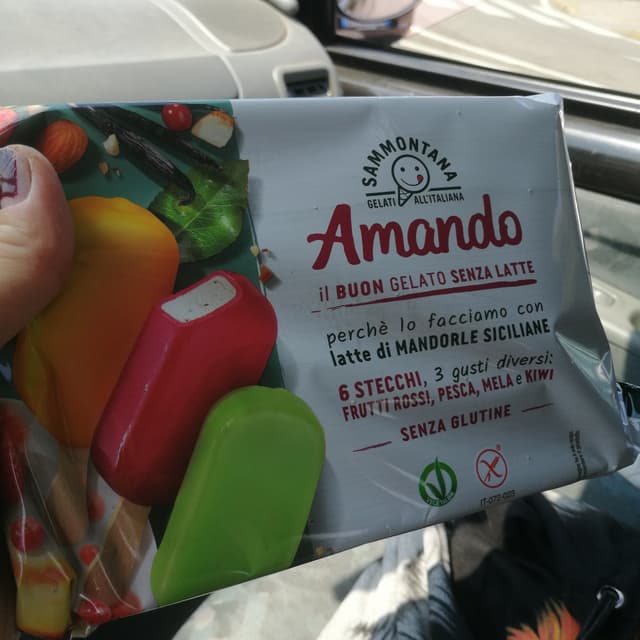 SAMMONTANA
GELATI ALL'ITALIANA
Amando
il BUON GELATO SENZA LATTE
perchè lo facciamo con
latte di MANDORLE SICILIANE
6 STECCHI, 3 gusti diversi:
FRUTTI ROSSI, PESCA, MELA e KIWI
SENZA GLUTINE